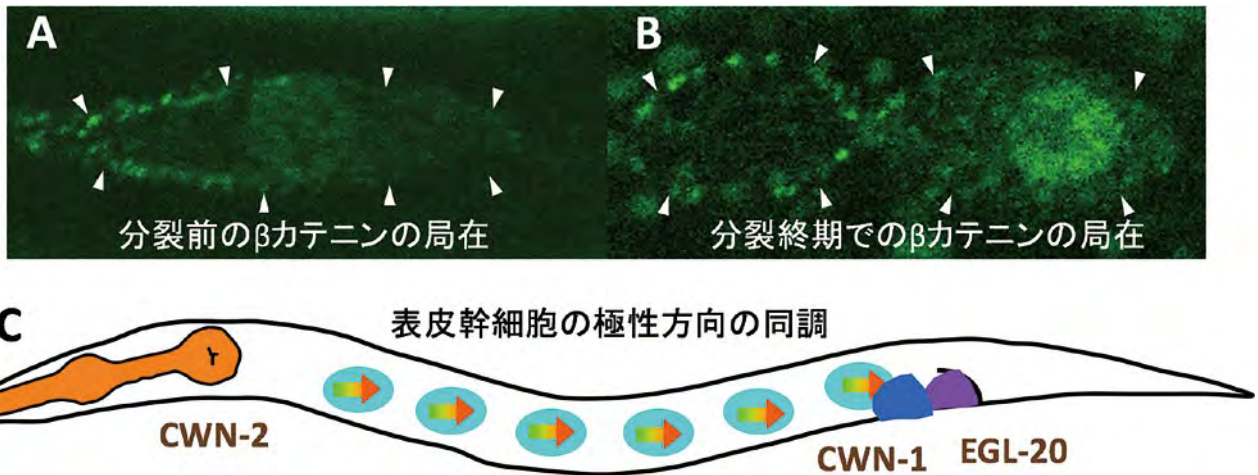 A
B
分裂前のβカテニンの局在
分裂終期でのβカテニンの局在
C
表皮幹細胞の極性方向の同調
CWN-2
CWN-1
EGL-20